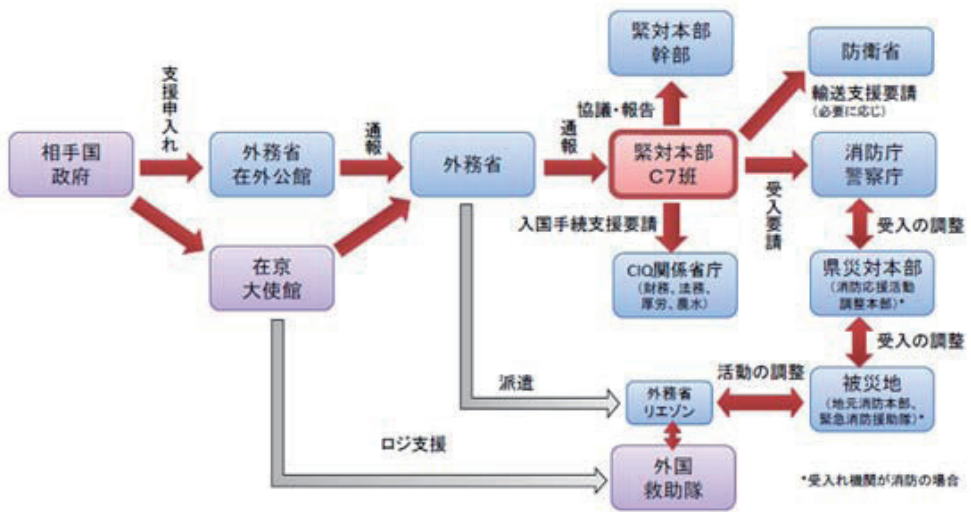 緊対本部
幹部
防衛省
支援申入れ
協議・報告
輸送支援要請
(必要に応じ)
相手国
政府
外務省
在外公館
通報
外務省
通報
緊対本部
C7班
消防庁
警察庁
入国手続支援要請
受入要請
受入の調整
在京
大使館
CIQ関係省庁
(財務、法務、
厚労、農水)
県災対本部
(消防応援活動
調整本部)*
受入の調整
派遣
外務省
リエゾン
活動の調整
被災地
(地元消防本部、
緊急消防援助隊)*
ロジ支援
外国
救助隊
*受入れ機関が消防の場合